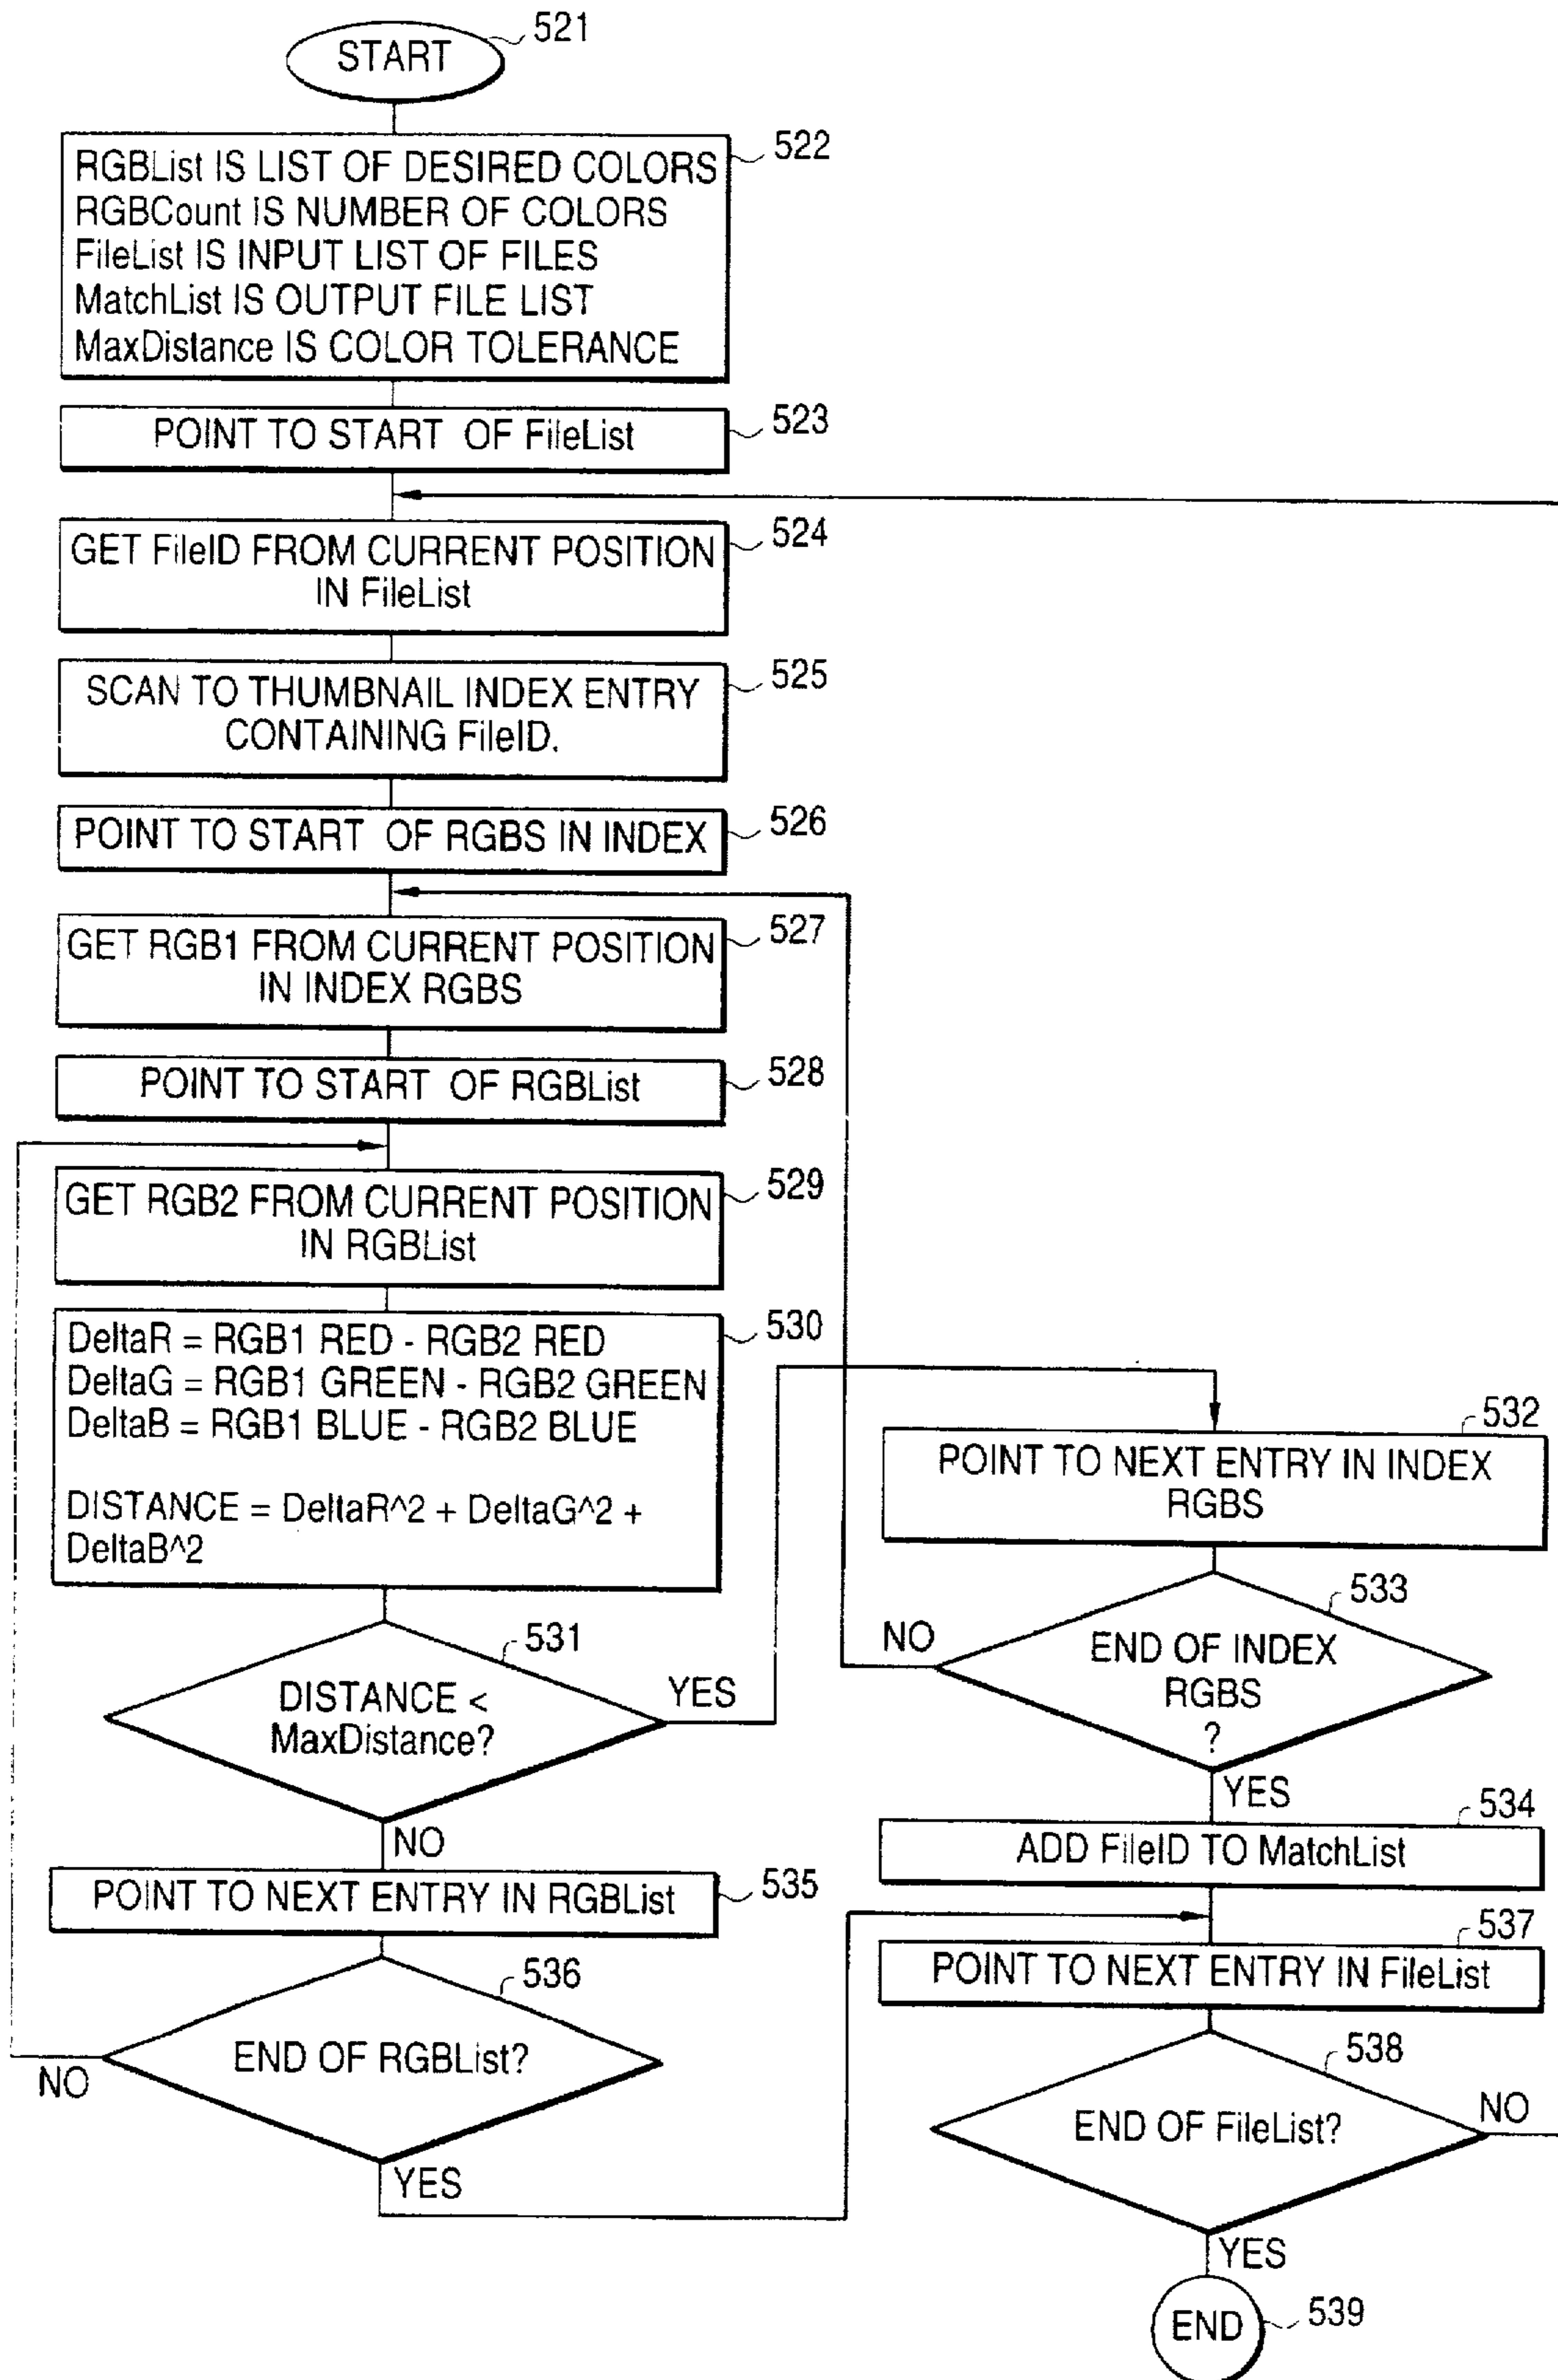 START
521
RGBList IS LIST OF DESIRED COLORS
RGBCount IS NUMBER OF COLORS
FileList IS INPUT LIST OF FILES
MatchList IS OUTPUT FILE LIST
MaxDistance IS COLOR TOLERANCE
522
POINT TO START OF FileList
523
GET FileID FROM CURRENT POSITION
IN FileList
524
SCAN TO THUMBNAIL INDEX ENTRY
CONTAINING FileID.
525
POINT TO START OF RGBS IN INDEX
526
GET RGB1 FROM CURRENT POSITION
IN INDEX RGBS
527
POINT TO START OF RGBList
528
GET RGB2 FROM CURRENT POSITION
IN RGBList
529
DeltaR = RGB1 RED - RGB2 RED
DeltaG = RGB1 GREEN - RGB2 GREEN
DeltaB = RGB1 BLUE - RGB2 BLUE
DISTANCE = DeltaR^2 + DeltaG^2 +
DeltaB^2
530
DISTANCE <
MaxDistance?
531
YES
NO
POINT TO NEXT ENTRY IN RGBList
535
END OF RGBList?
536
NO
YES
POINT TO NEXT ENTRY IN INDEX
RGBS
532
END OF INDEX
RGBS
?
533
NO
YES
ADD FileID TO MatchList
534
POINT TO NEXT ENTRY IN FileList
537
END OF FileList?
538
NO
YES
END
539